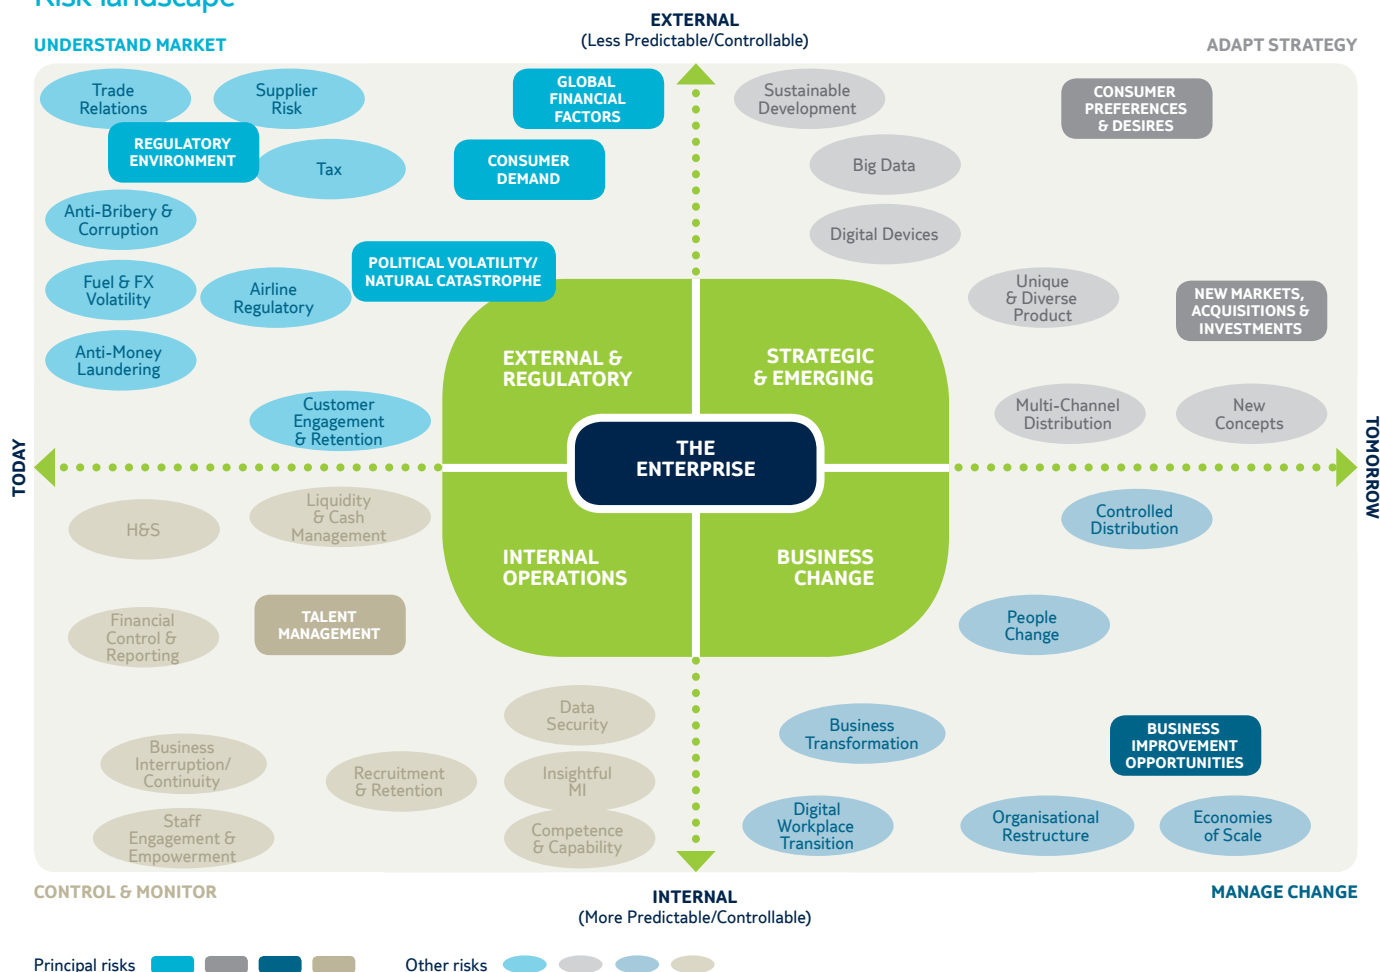 Risk landscape
EXTERNAL
(Less Predictable/Controllable)
UNDERSTAND MARKET
ADAPT STRATEGY
Trade
Relations
Supplier
Risk
GLOBAL
FINANCIAL
FACTORS
REGULATORY
ENVIRONMENT
Tax
CONSUMER
DEMAND
Anti-Bribery &
Corruption
POLITICAL VOLATILITY/
NATURAL CATASTROPHE
Fuel & FX
Volatility
Airline
Regulatory
Anti-Money
Laundering
Customer
Engagement
& Retention
Sustainable
Development
CONSUMER
PREFERENCES
& DESIRES
Big Data
Digital Devices
Unique
& Diverse
Product
NEW MARKETS,
ACQUISITIONS &
INVESTMENTS
Multi-Channel
Distribution
New
Concepts
EXTERNAL &
REGULATORY
STRATEGIC
& EMERGING
THE
ENTERPRISE
INTERNAL
OPERATIONS
BUSINESS
CHANGE
TODAY
TOMORROW
H&S
Liquidity
& Cash
Management
Financial
Control &
Reporting
TALENT
MANAGEMENT
Data
Security
Business
Interruption/
Continuity
Recruitment
& Retention
Insightful
MI
Staff
Engagement &
Empowerment
Competence
& Capability
Controlled
Distribution
People
Change
Business
Transformation
BUSINESS
IMPROVEMENT
OPPORTUNITIES
Digital
Workplace
Transition
Organisational
Restructure
Economies
of Scale
CONTROL & MONITOR
INTERNAL
(More Predictable/Controllable)
MANAGE CHANGE
Principal risks
Other risks